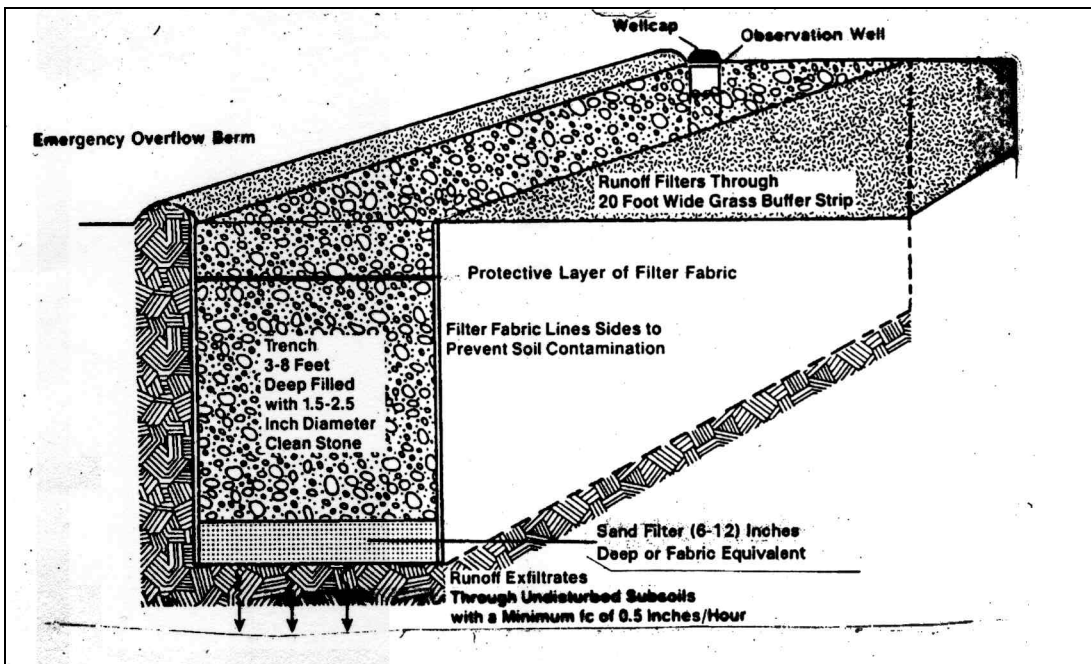 Wellcap
Observation Well
Emergency Overflow Berm
Runoff Filters Through
20 Foot Wide Grass Buffer Strip
Protective Layer of Filter Fabric
Filter Fabric Lines Sides to
Prevent Soil Contamination
Trench
3-8 Feet
Deep Filled
with 1.5-2.5
Inch Diameter
Clean Stone
Sand Filter (6-12) Inches
Deep or Fabric Equivalent
Runoff Exfiltrates
Through Undisturbed Subsoils
with a Minimum fc of 0.5 Inches/Hour